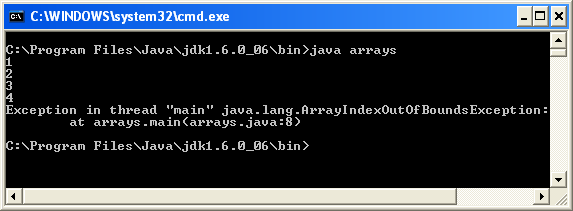 C:\WINDOWS\system32\cmd.exe
C:\Program Files\Java\jdk1.6.0_06\bin>java arrays
1
2
3
4
Exception in thread "main" java.lang.ArrayIndexOutOfBoundsException:
        at arrays.main(arrays.java:8)
C:\Program Files\Java\jdk1.6.0_06\bin>